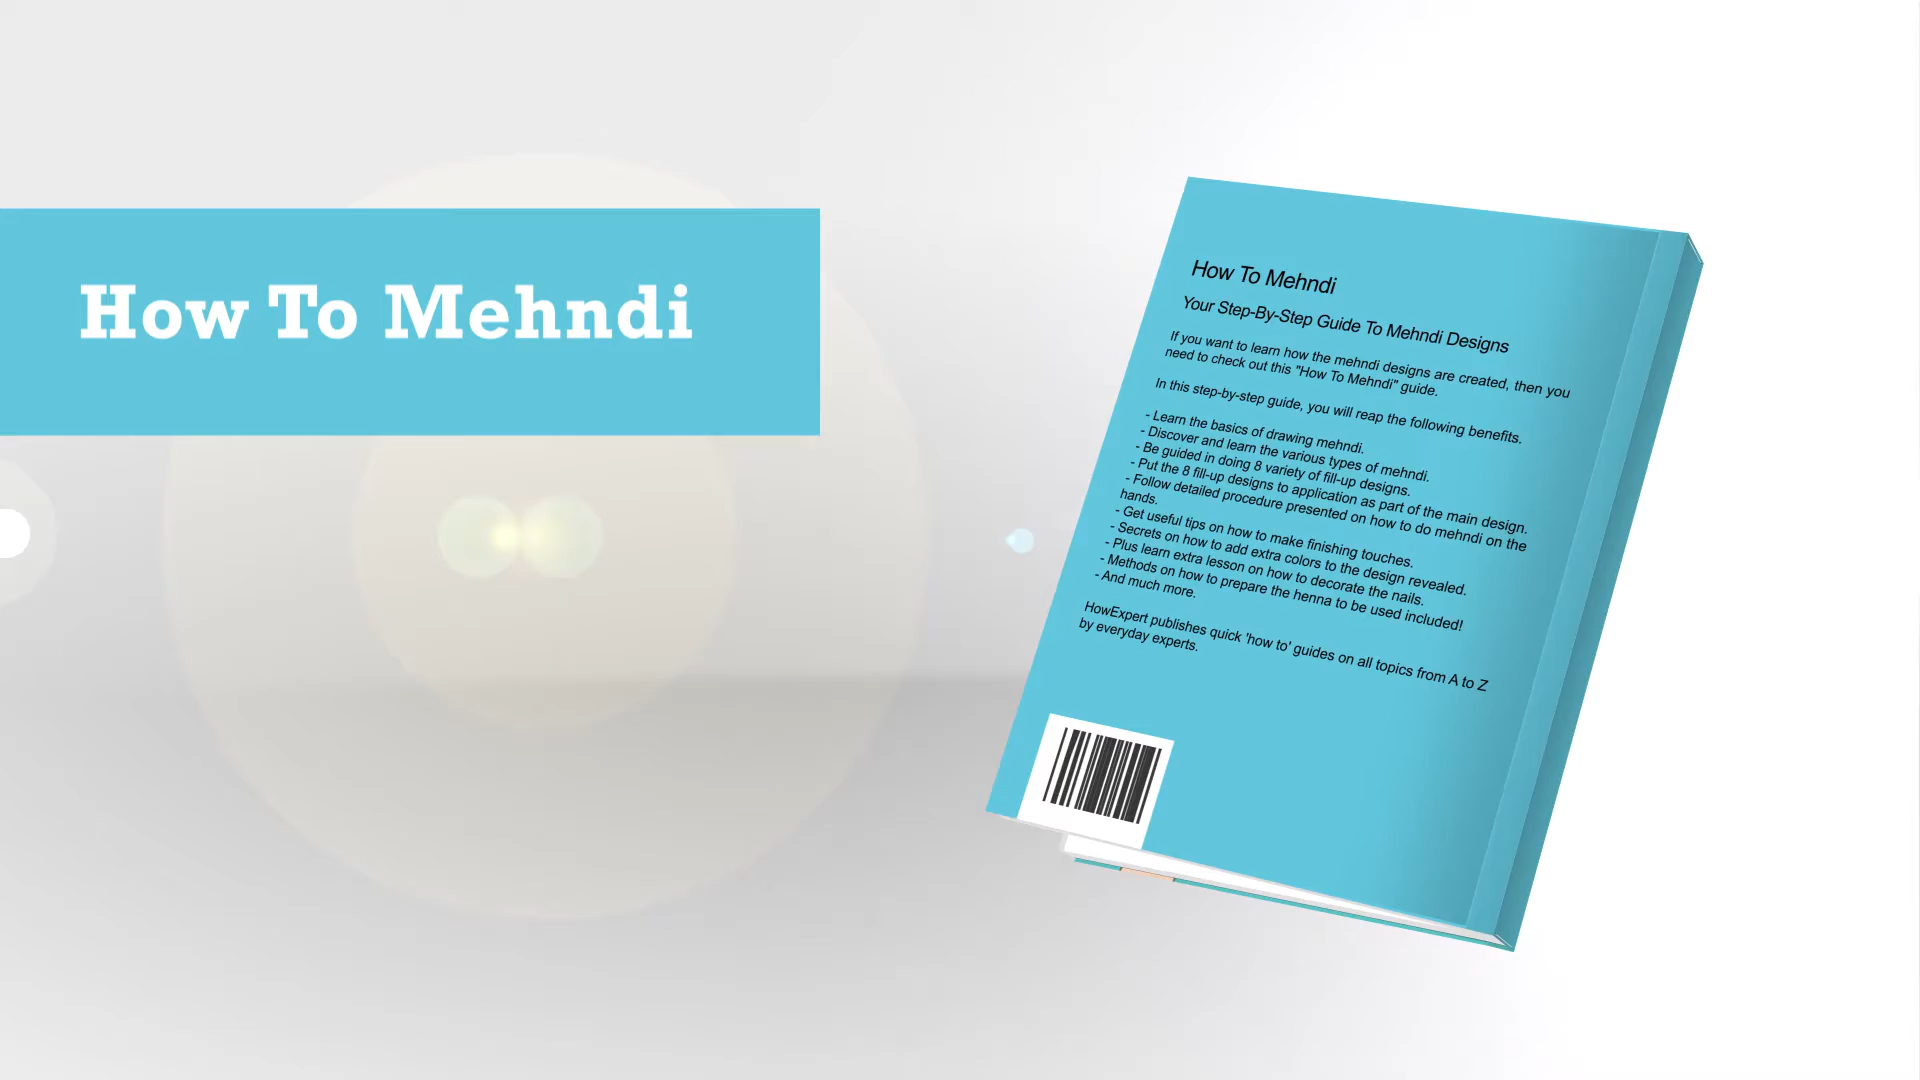 How To Mehndi
How To Mehndi
Your Step-By-Step Guide To Mehndi Designs
If you want to learn how the mehndi designs are created, then you
need to check out this "How To Mehndi" guide.
In this step-by-step guide, you will reap the following benefits.
- Learn the basics of drawing mehndi.
- Discover and learn the various types of mehndi.
- Be guided in doing 8 variety of fill-up designs.
- Put the 8 fill-up designs to application as part of the main design.
- Follow detailed procedure presented on how to do mehndi on the
hands.
- Get useful tips on how to make finishing touches.
- Secrets on how to add extra colors to the design revealed.
- Plus learn extra lesson on how to decorate the nails.
- Methods on how to prepare the henna to be used included!
- And much more.
HowExpert publishes quick 'how to' guides on all topics from A to Z
by everyday experts.